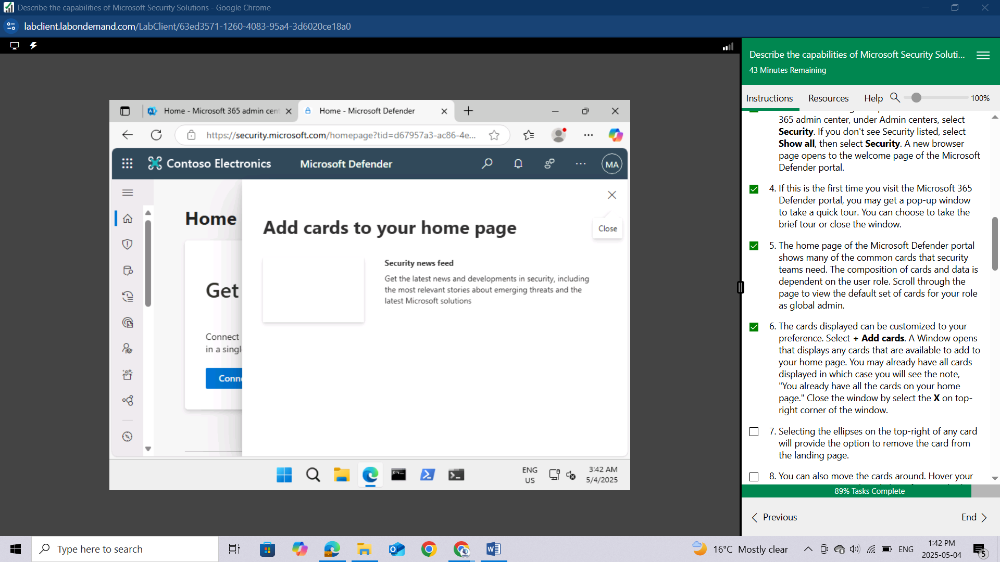 Describe the capabilities of Microsoft Security Solutions - Google Chrome
labclient.labondemand.com/LabClient/63ed3571-1260-4083-95a4-3d6020ce18a0
Home - Microsoft 365 admin cent
Home - Microsoft Defender
https://security.microsoft.com/homepage?tid=d67957a3-ac86-4e...
Contoso Electronics
Microsoft Defender
MA
Home
Get
Connect
in a singl
Conne
Add cards to your home page
Close
Security news feed
Get the latest news and developments in security, including
the most relevant stories about emerging threats and the
latest Microsoft solutions
ENG
US
3:42 AM
5/4/2025
Describe the capabilities of Microsoft Security Soluti...
43 Minutes Remaining
Instructions
Resources
Help
100%
365 admin center, under Admin centers, select
Security. If you don't see Security listed, select
Show all, then select Security. A new browser
page opens to the welcome page of the Microsoft
Defender portal.
4. If this is the first time you visit the Microsoft 365
Defender portal, you may get a pop-up window
to take a quick tour. You can choose to take the
brief tour or close the window.
5. The home page of the Microsoft Defender portal
shows many of the common cards that security
teams need. The composition of cards and data is
dependent on the user role. Scroll through the
page to view the default set of cards for your role
as global admin.
6. The cards displayed can be customized to your
preference. Select + Add cards. A Window opens
that displays any cards that are available to add to
your home page. You may already have all cards
displayed in which case you will see the note,
"You already have all the cards on your home
page." Close the window by select the X on top-
right corner of the window.
7. Selecting the ellipses on the top-right of any card
will provide the option to remove the card from
the landing page.
8. You can also move the cards around. Hover your
89% Tasks Complete
Previous
End
Type here to search
16°C Mostly clear
ENG
1:42 PM
2025-05-04
5